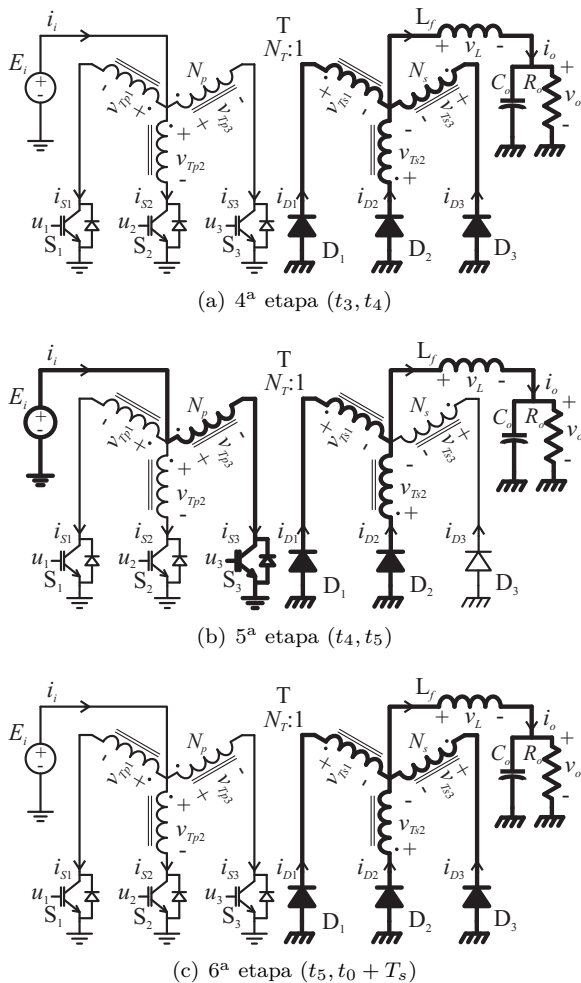 T
N_T:1
i_i
E_i
+
-
v_Tp1
- +
N_p
+ v_Tp3
+
v_Tp2
-
i_S1 i_S2 i_S3
u_1 S_1 u_2 S_2 u_3 S_3
L_f
+ v_L -
i_o
C_o R_o v_o
+
-
+ v_Ts1 -
N_s
- v_Ts3 +
-
v_Ts2
+
i_D1 i_D2 i_D3
D_1 D_2 D_3
(a) 4ª etapa (t_3, t_4)
T
N_T:1
i_i
E_i
+
-
v_Tp1
- +
N_p
+ v_Tp3
+
v_Tp2
-
i_S1 i_S2 i_S3
u_1 S_1 u_2 S_2 u_3 S_3
L_f
+ v_L -
i_o
C_o R_o v_o
+
-
+ v_Ts1 -
N_s
- v_Ts3 +
-
v_Ts2
+
i_D1 i_D2 i_D3
D_1 D_2 D_3
(b) 5ª etapa (t_4, t_5)
T
N_T:1
i_i
E_i
+
-
v_Tp1
- +
N_p
+ v_Tp3
+
v_Tp2
-
i_S1 i_S2 i_S3
u_1 S_1 u_2 S_2 u_3 S_3
L_f
+ v_L -
i_o
C_o R_o v_o
+
-
+ v_Ts1 -
N_s
- v_Ts3 +
-
v_Ts2
+
i_D1 i_D2 i_D3
D_1 D_2 D_3
(c) 6ª etapa (t_5, t_0 + T_s)